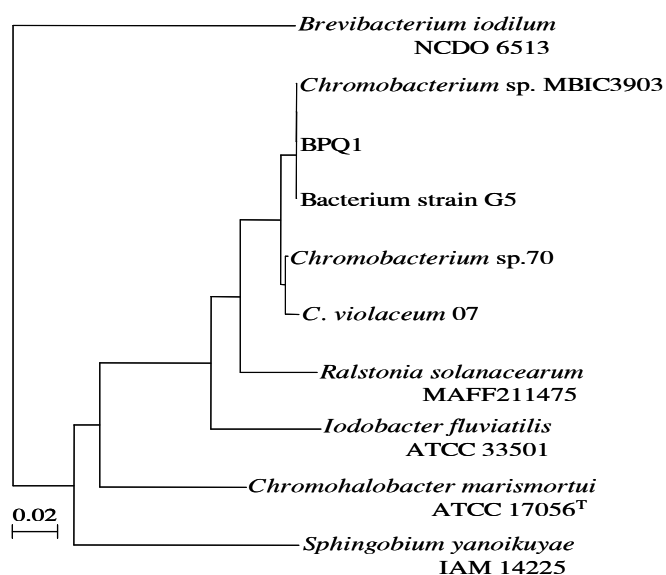 Brevibacterium iodilum
NCDO 6513
Chromobacterium sp. MBIC3903
BPQ1
Bacterium strain G5
Chromobacterium sp.70
C. violaceum 07
Ralstonia solanacearum
MAFF211475
Iodobacter fluviatilis
ATCC 33501
Chromohalobacter marismortui
ATCC 17056ᵀ
0.02
Sphingobium yanoikuyae
IAM 14225